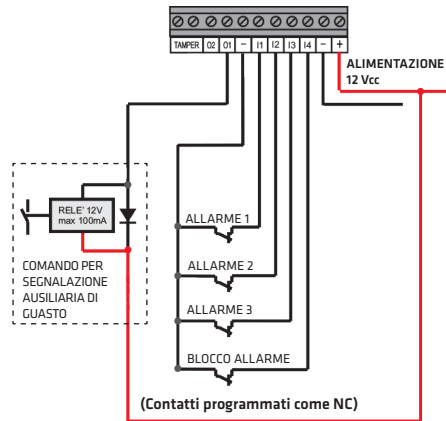 TAMPER O2 O1 – I1 I2 I3 I4 – +
ALIMENTAZIONE
12 Vcc
RELE' 12V
max 100mA
COMANDO PER
SEGNALAZIONE
AUSILIARIA DI
GUASTO
ALLARME 1
ALLARME 2
ALLARME 3
BLOCCO ALLARME
(Contatti programmati come NC)